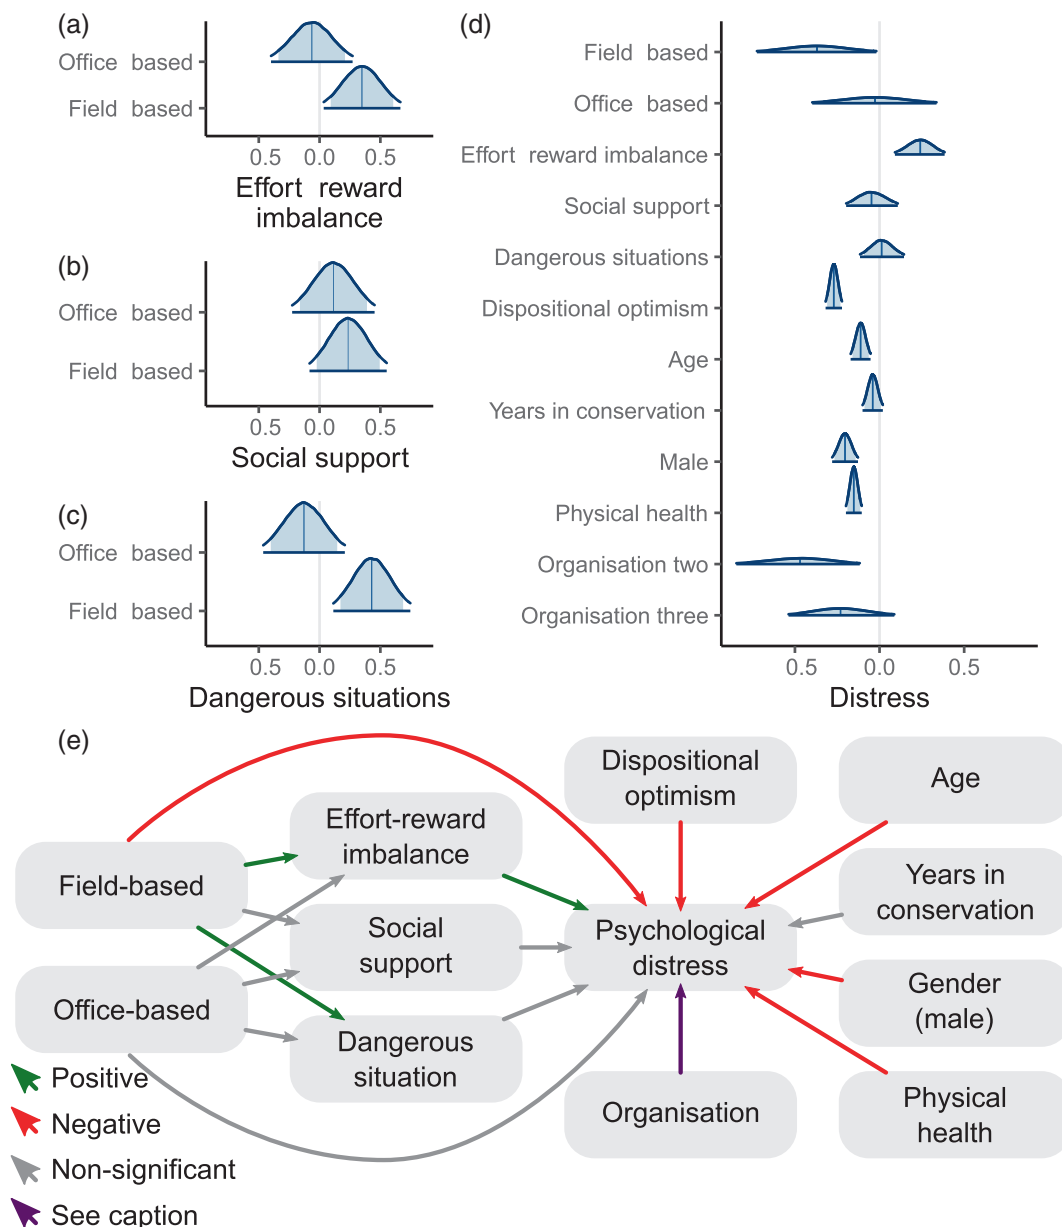 (a)
Office based
Field based
0.5 0.0 0.5
Effort reward
imbalance
(b)
Office based
Field based
0.5 0.0 0.5
Social support
(c)
Office based
Field based
0.5 0.0 0.5
Dangerous situations
(d)
Field based
Office based
Effort reward imbalance
Social support
Dangerous situations
Dispositional optimism
Age
Years in conservation
Male
Physical health
Organisation two
Organisation three
0.5 0.0 0.5
Distress
(e)
Field-based
Office-based
Effort-reward
imbalance
Social
support
Dangerous
situation
Dispositional
optimism
Psychological
distress
Organisation
Age
Years in
conservation
Gender
(male)
Physical
health
Positive
Negative
Non-significant
See caption